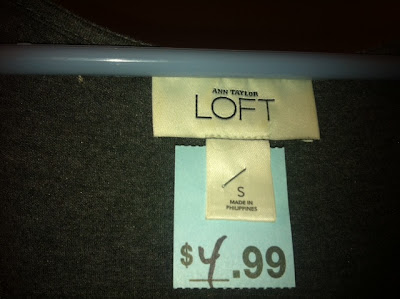 ANN TAYLOR
LOFT
S
MADE IN
PHILIPPINES
$4.99